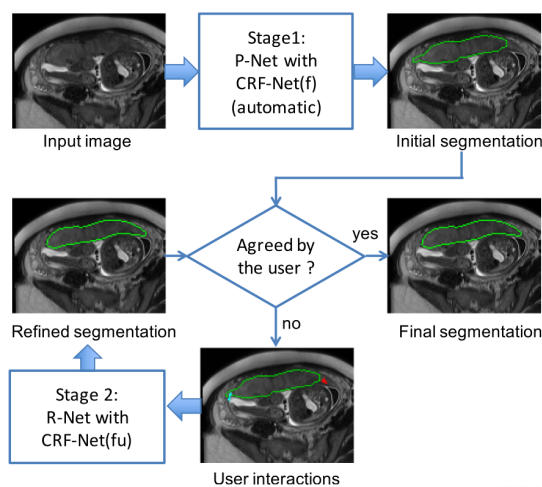 Stage1:
P-Net with
CRF-Net(f)
(automatic)
Input image
Initial segmentation
Agreed by
the user ?
yes
no
Refined segmentation
Final segmentation
Stage 2:
R-Net with
CRF-Net(fu)
User interactions